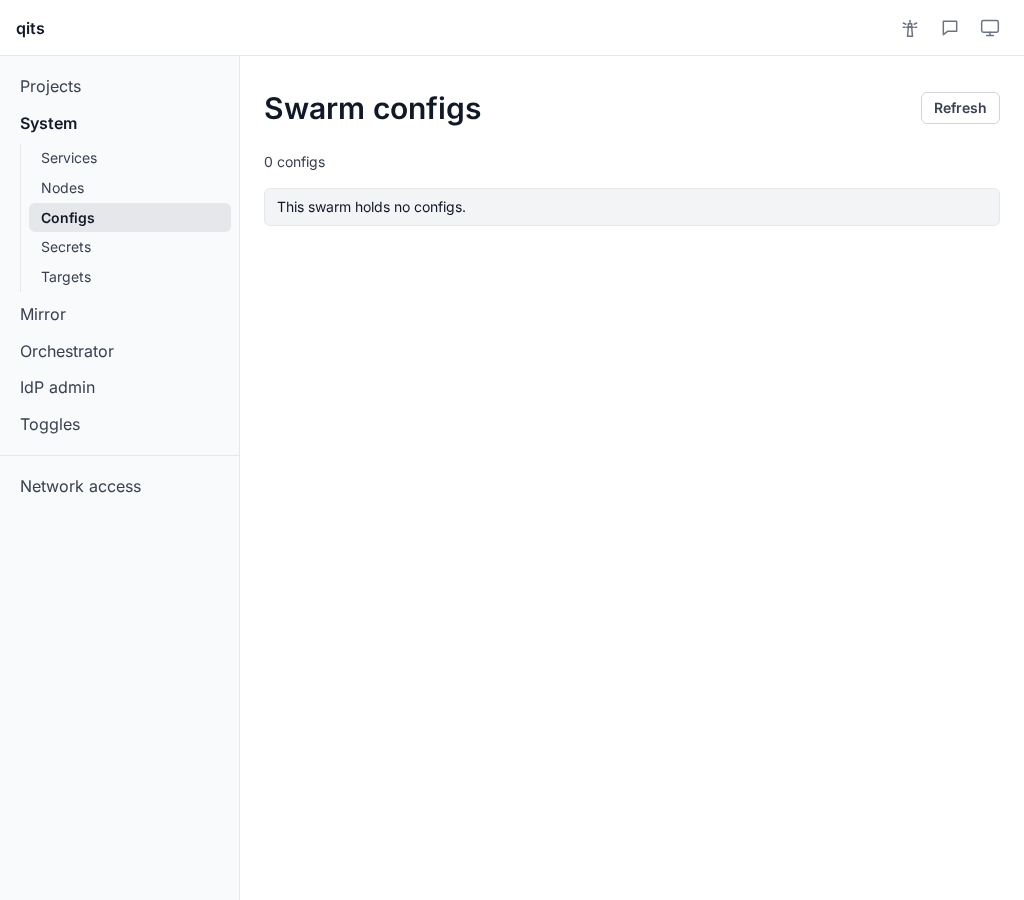 qits
Projects
System
Services
Nodes
Configs
Secrets
Targets
Mirror
Orchestrator
IdP admin
Toggles
Network access
Swarm configs
Refresh
0 configs
This swarm holds no configs.